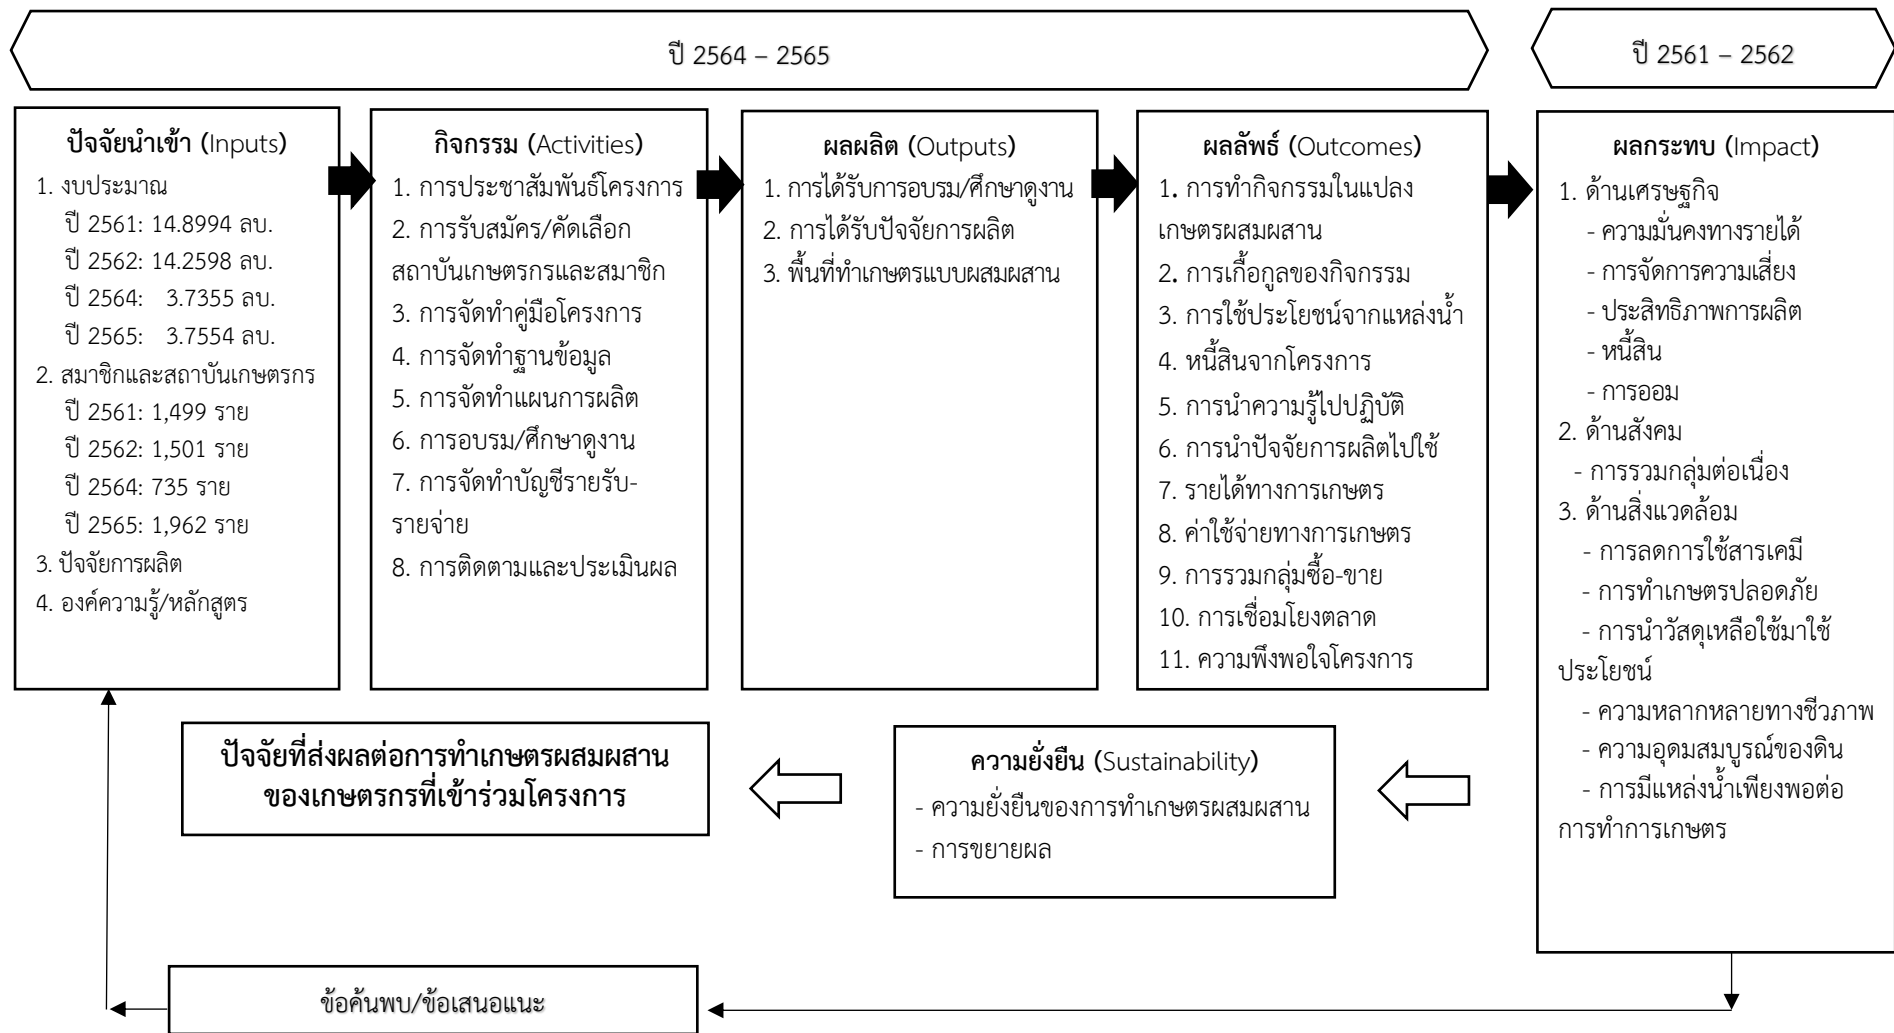 ปี 2564 – 2565
ปี 2561 – 2562
ปัจจัยนำเข้า (Inputs)
1. งบประมาณ
ปี 2561: 14.8994 ลบ.
ปี 2562: 14.2598 ลบ.
ปี 2564: 3.7355 ลบ.
ปี 2565: 3.7554 ลบ.
2. สมาชิกและสถาบันเกษตรกร
ปี 2561: 1,499 ราย
ปี 2562: 1,501 ราย
ปี 2564: 735 ราย
ปี 2565: 1,962 ราย
3. ปัจจัยการผลิต
4. องค์ความรู้/หลักสูตร
กิจกรรม (Activities)
1. การประชาสัมพันธ์โครงการ
2. การรับสมัคร/คัดเลือก
สถาบันเกษตรกรและสมาชิก
3. การจัดทำคู่มือโครงการ
4. การจัดทำฐานข้อมูล
5. การจัดทำแผนการผลิต
6. การอบรม/ศึกษาดูงาน
7. การจัดทำบัญชีรายรับ-
รายจ่าย
8. การติดตามและประเมินผล
ผลผลิต (Outputs)
1. การได้รับการอบรม/ศึกษาดูงาน
2. การได้รับปัจจัยการผลิต
3. พื้นที่ทำเกษตรแบบผสมผสาน
ผลลัพธ์ (Outcomes)
1. การทำกิจกรรมในแปลง
เกษตรผสมผสาน
2. การเกื้อกูลของกิจกรรม
3. การใช้ประโยชน์จากแหล่งน้ำ
4. หนี้สินจากโครงการ
5. การนำความรู้ไปปฏิบัติ
6. การนำปัจจัยการผลิตไปใช้
7. รายได้ทางการเกษตร
8. ค่าใช้จ่ายทางการเกษตร
9. การรวมกลุ่มซื้อ-ขาย
10. การเชื่อมโยงตลาด
11. ความพึงพอใจโครงการ
ผลกระทบ (Impact)
1. ด้านเศรษฐกิจ
- ความมั่นคงทางรายได้
- การจัดการความเสี่ยง
- ประสิทธิภาพการผลิต
- หนี้สิน
- การออม
2. ด้านสังคม
- การรวมกลุ่มต่อเนื่อง
3. ด้านสิ่งแวดล้อม
- การลดการใช้สารเคมี
- การทำเกษตรปลอดภัย
- การนำวัสดุเหลือใช้มาใช้
ประโยชน์
- ความหลากหลายทางชีวภาพ
- ความอุดมสมบูรณ์ของดิน
- การมีแหล่งน้ำเพียงพอต่อ
การทำการเกษตร
ปัจจัยที่ส่งผลต่อการทำเกษตรผสมผสาน
ของเกษตรกรที่เข้าร่วมโครงการ
ความยั่งยืน (Sustainability)
- ความยั่งยืนของการทำเกษตรผสมผสาน
- การขยายผล
ข้อค้นพบ/ข้อเสนอแนะ